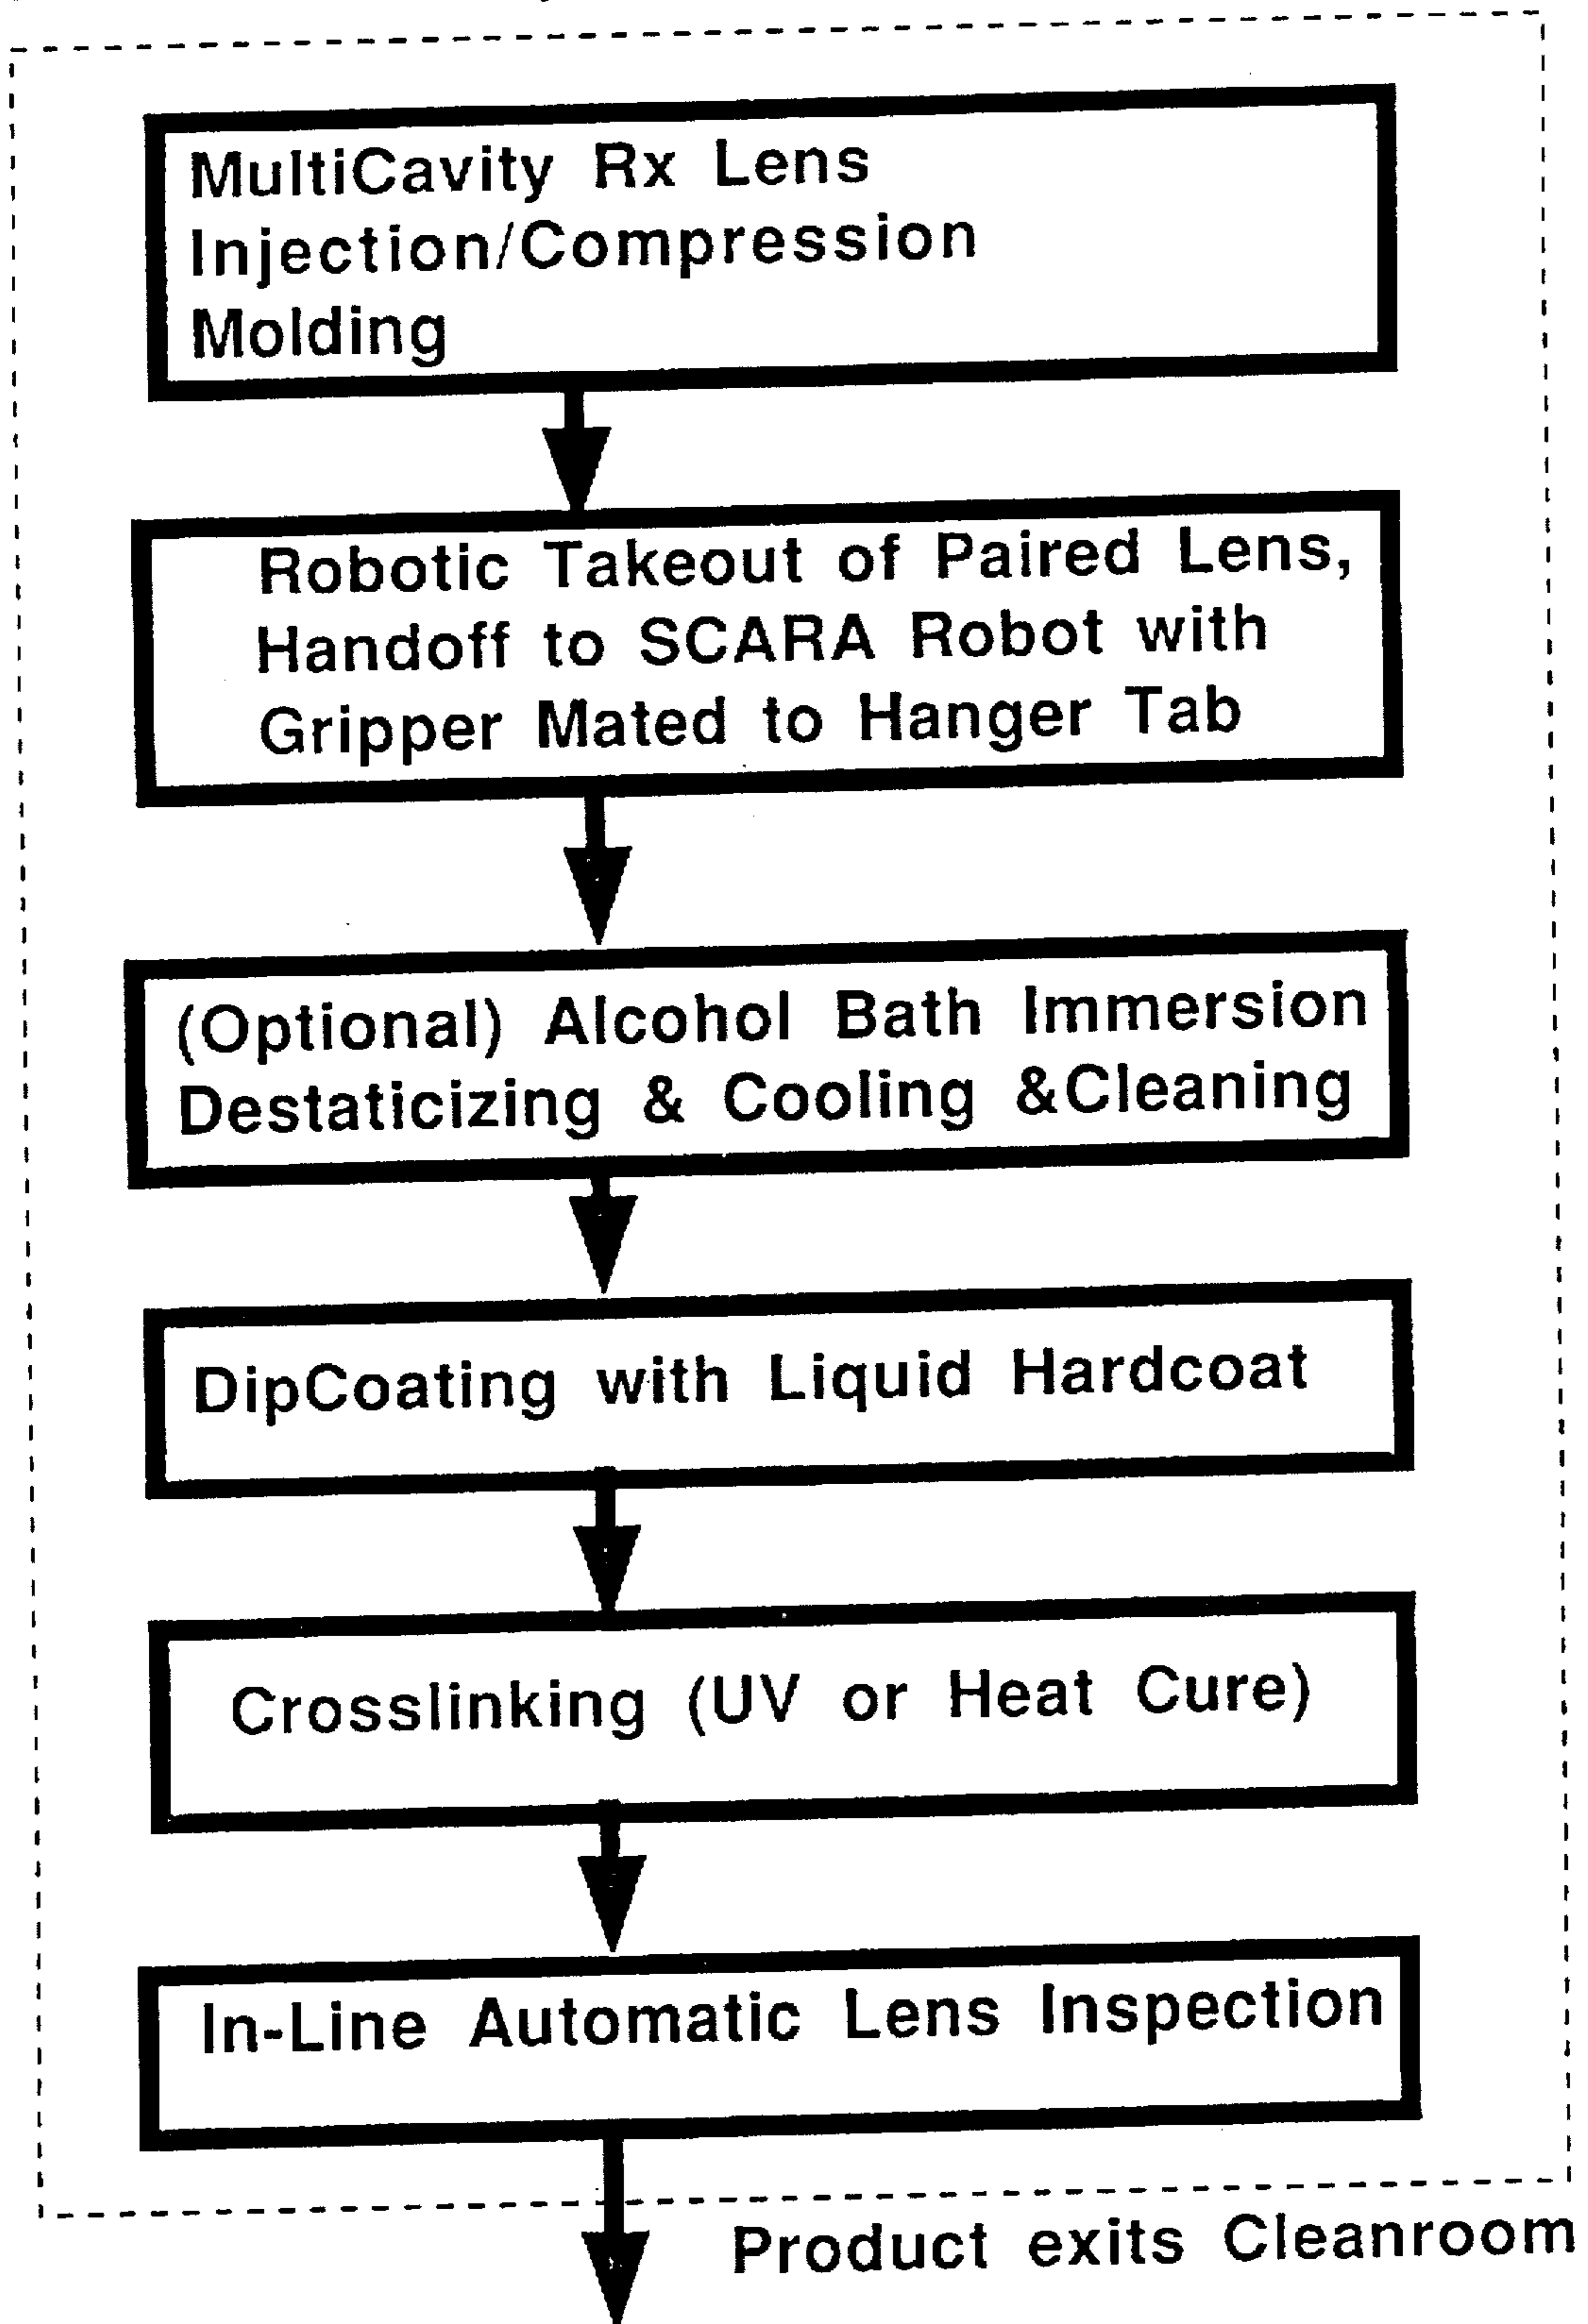 MultiCavity Rx Lens
Injection/Compression
Molding
Robotic Takeout of Paired Lens,
Handoff to SCARA Robot with
Gripper Mated to Hanger Tab
(Optional) Alcohol Bath Immersion
Destaticizing & Cooling &Cleaning
DipCoating with Liquid Hardcoat
Crosslinking (UV or Heat Cure)
In-Line Automatic Lens Inspection
Product exits Cleanroom